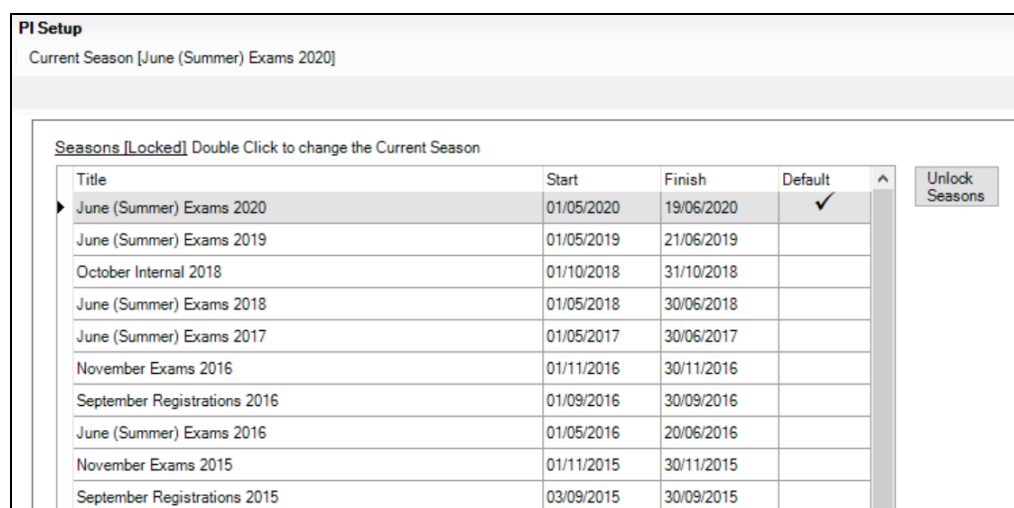 PI Setup
Current Season [June (Summer) Exams 2020]
Seasons [Locked] Double Click to change the Current Season
Title Start Finish Default
June (Summer) Exams 2020 01/05/2020 19/06/2020 ✓
June (Summer) Exams 2019 01/05/2019 21/06/2019
October Internal 2018 01/10/2018 31/10/2018
June (Summer) Exams 2018 01/05/2018 30/06/2018
June (Summer) Exams 2017 01/05/2017 30/06/2017
November Exams 2016 01/11/2016 30/11/2016
September Registrations 2016 01/09/2016 30/09/2016
June (Summer) Exams 2016 01/05/2016 20/06/2016
November Exams 2015 01/11/2015 30/11/2015
September Registrations 2015 03/09/2015 30/09/2015
Unlock
Seasons